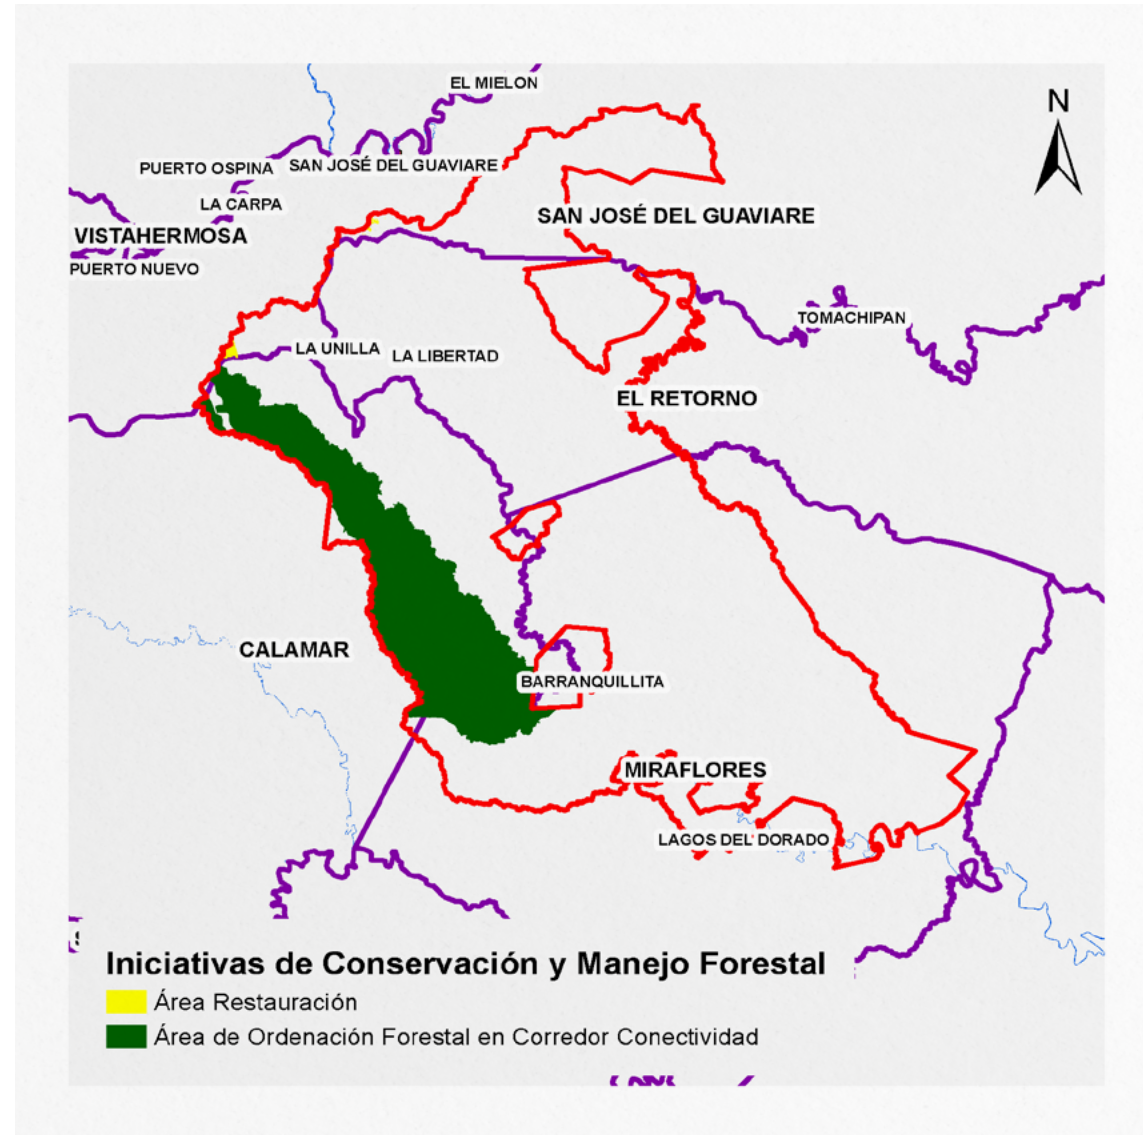 EL MIELON
N
PUERTO OSPINA
SAN JOSÉ DEL GUAVIARE
LA CARPA
SAN JOSÉ DEL GUAVIARE
VISTAHERMOSA
PUERTO NUEVO
TOMACHIPAN
LA UNILLA
LA LIBERTAD
EL RETORNO
CALAMAR
BARRANQUILLITA
MIRAFLORES
LAGOS DEL DORADO
Iniciativas de Conservación y Manejo Forestal
Área Restauración
Área de Ordenación Forestal en Corredor Conectividad